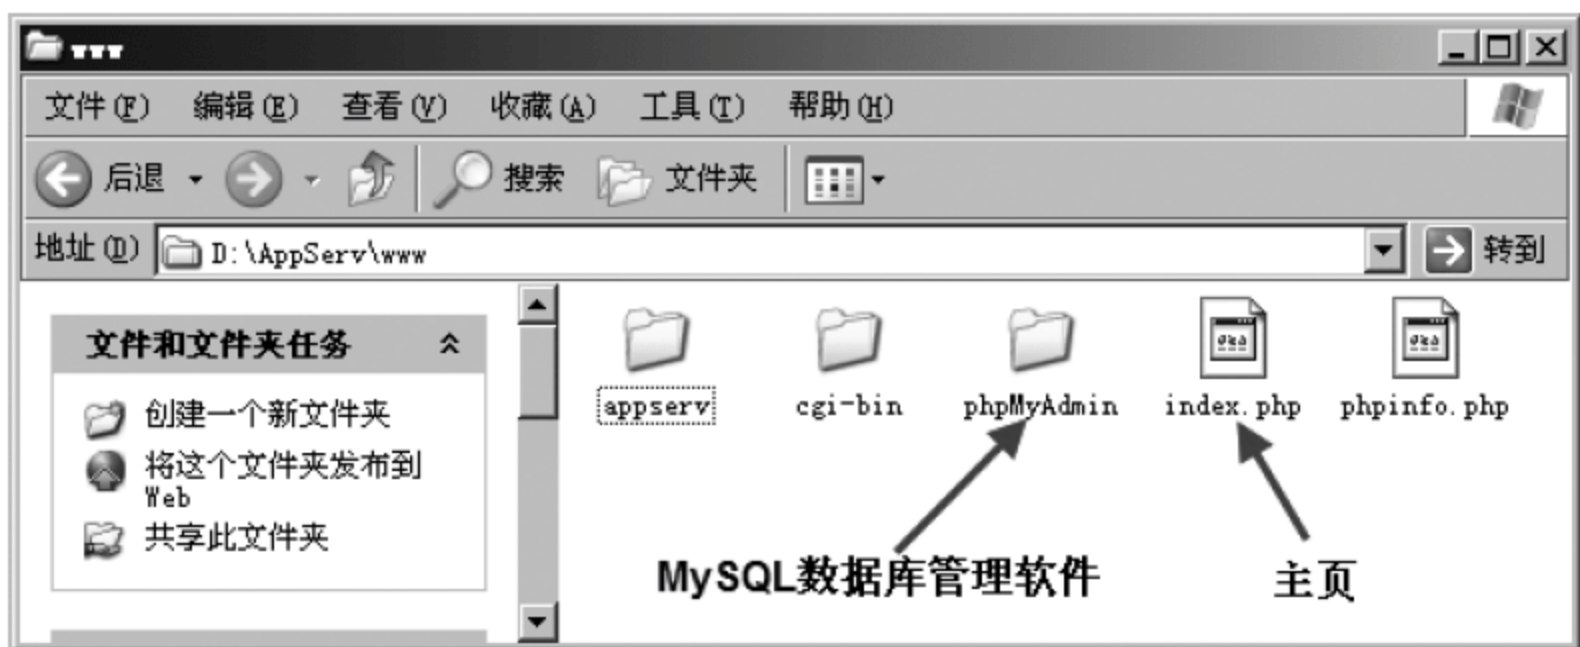 www
文件(F) 编辑(E) 查看(V) 收藏(A) 工具(T) 帮助(H)
后退 搜索 文件夹
地址(D) D:\AppServ\www 转到
文件和文件夹任务
创建一个新文件夹
将这个文件夹发布到
Web
共享此文件夹
appserv cgi-bin phpMyAdmin index.php phpinfo.php
MySQL数据库管理软件 主页